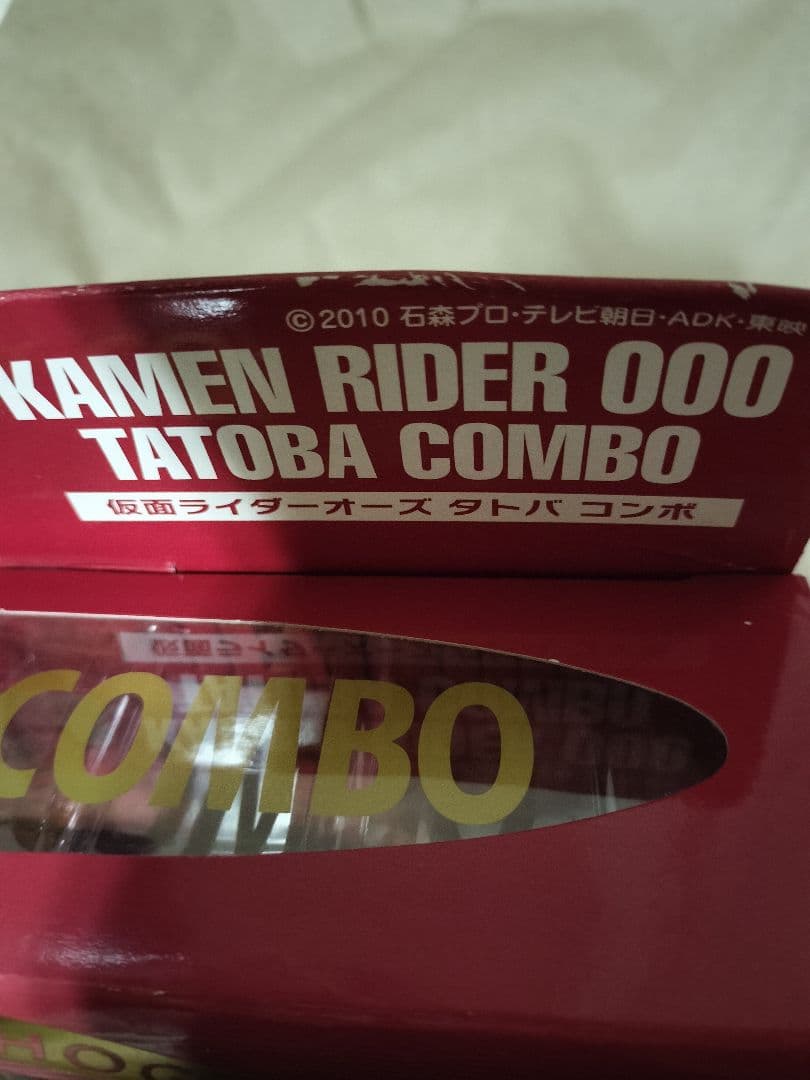 ©2010 石森プロ・テレビ朝日・ADK・東映
KAMEN RIDER OOO
TATOBA COMBO
仮面ライダーオーズ タトバ コンボ
COMBO